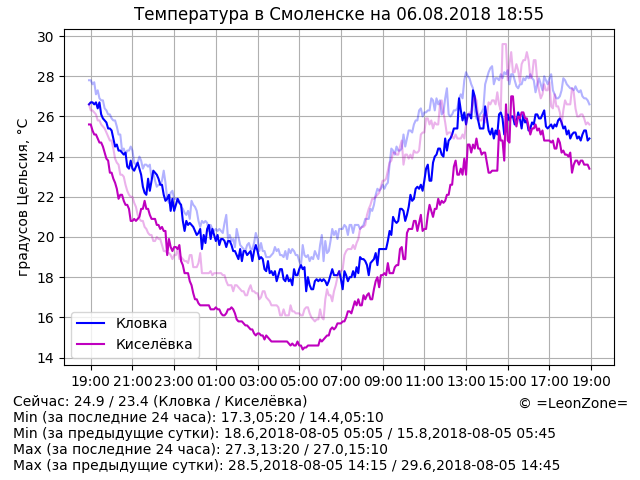 Температура в Смоленске на 06.08.2018 18:55
30
28
26
24
22
20
18
16
14
градусов Цельсия, °C
Кловка
Киселёвка
19:00 21:00 23:00 01:00 03:00 05:00 07:00 09:00 11:00 13:00 15:00 17:00 19:00
Сейчас: 24.9 / 23.4 (Кловка / Киселёвка)
© =LeonZone=
Min (за последние 24 часа): 17.3,05:20 / 14.4,05:10
Min (за предыдущие сутки): 18.6,2018-08-05 05:05 / 15.8,2018-08-05 05:45
Max (за последние 24 часа): 27.3,13:20 / 27.0,15:10
Max (за предыдущие сутки): 28.5,2018-08-05 14:15 / 29.6,2018-08-05 14:45